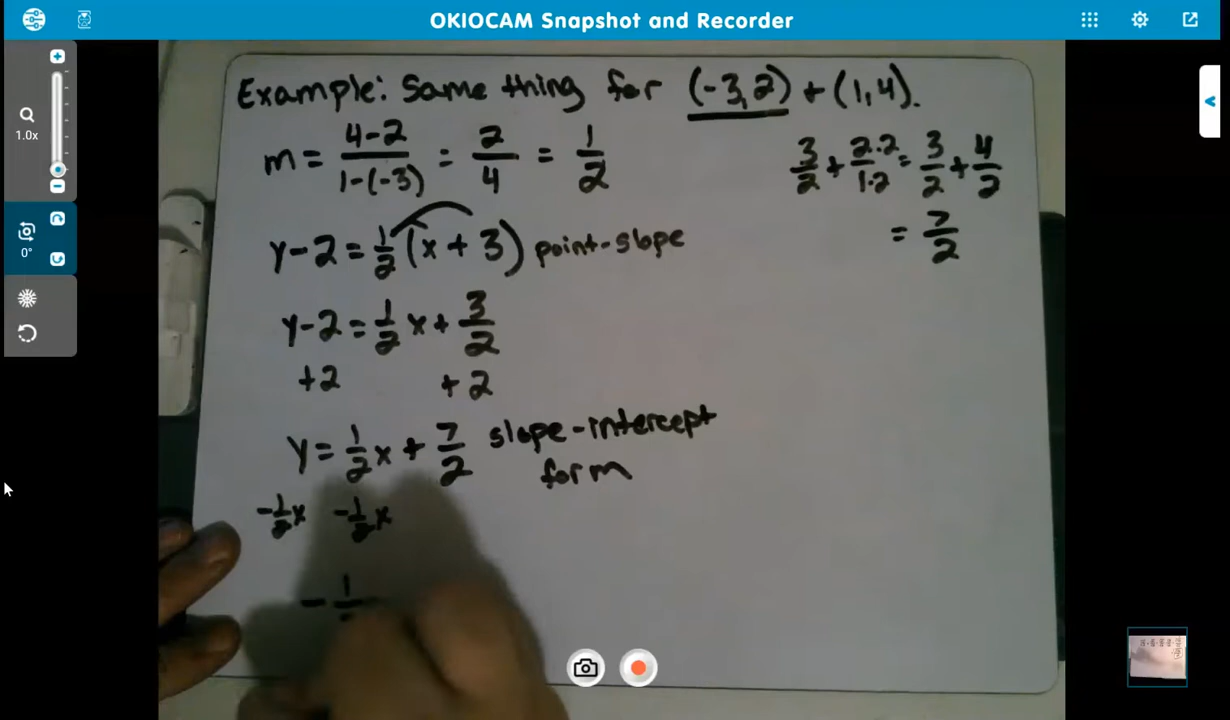 OKIOCAM Snapshot and Recorder
1.0x
0°
Example: Same thing for (-3,2) + (1,4).
m = 4-2/1-(-3) = 2/4 = 1/2
3/2 + 2·2/1·2 = 3/2 + 4/2
= 7/2
y-2 = 1/2 (x + 3) point-slope
y-2 = 1/2 x + 3/2
+2 +2
y = 1/2 x + 7/2 slope-intercept
form
-1/2 x -1/2 x
- 1